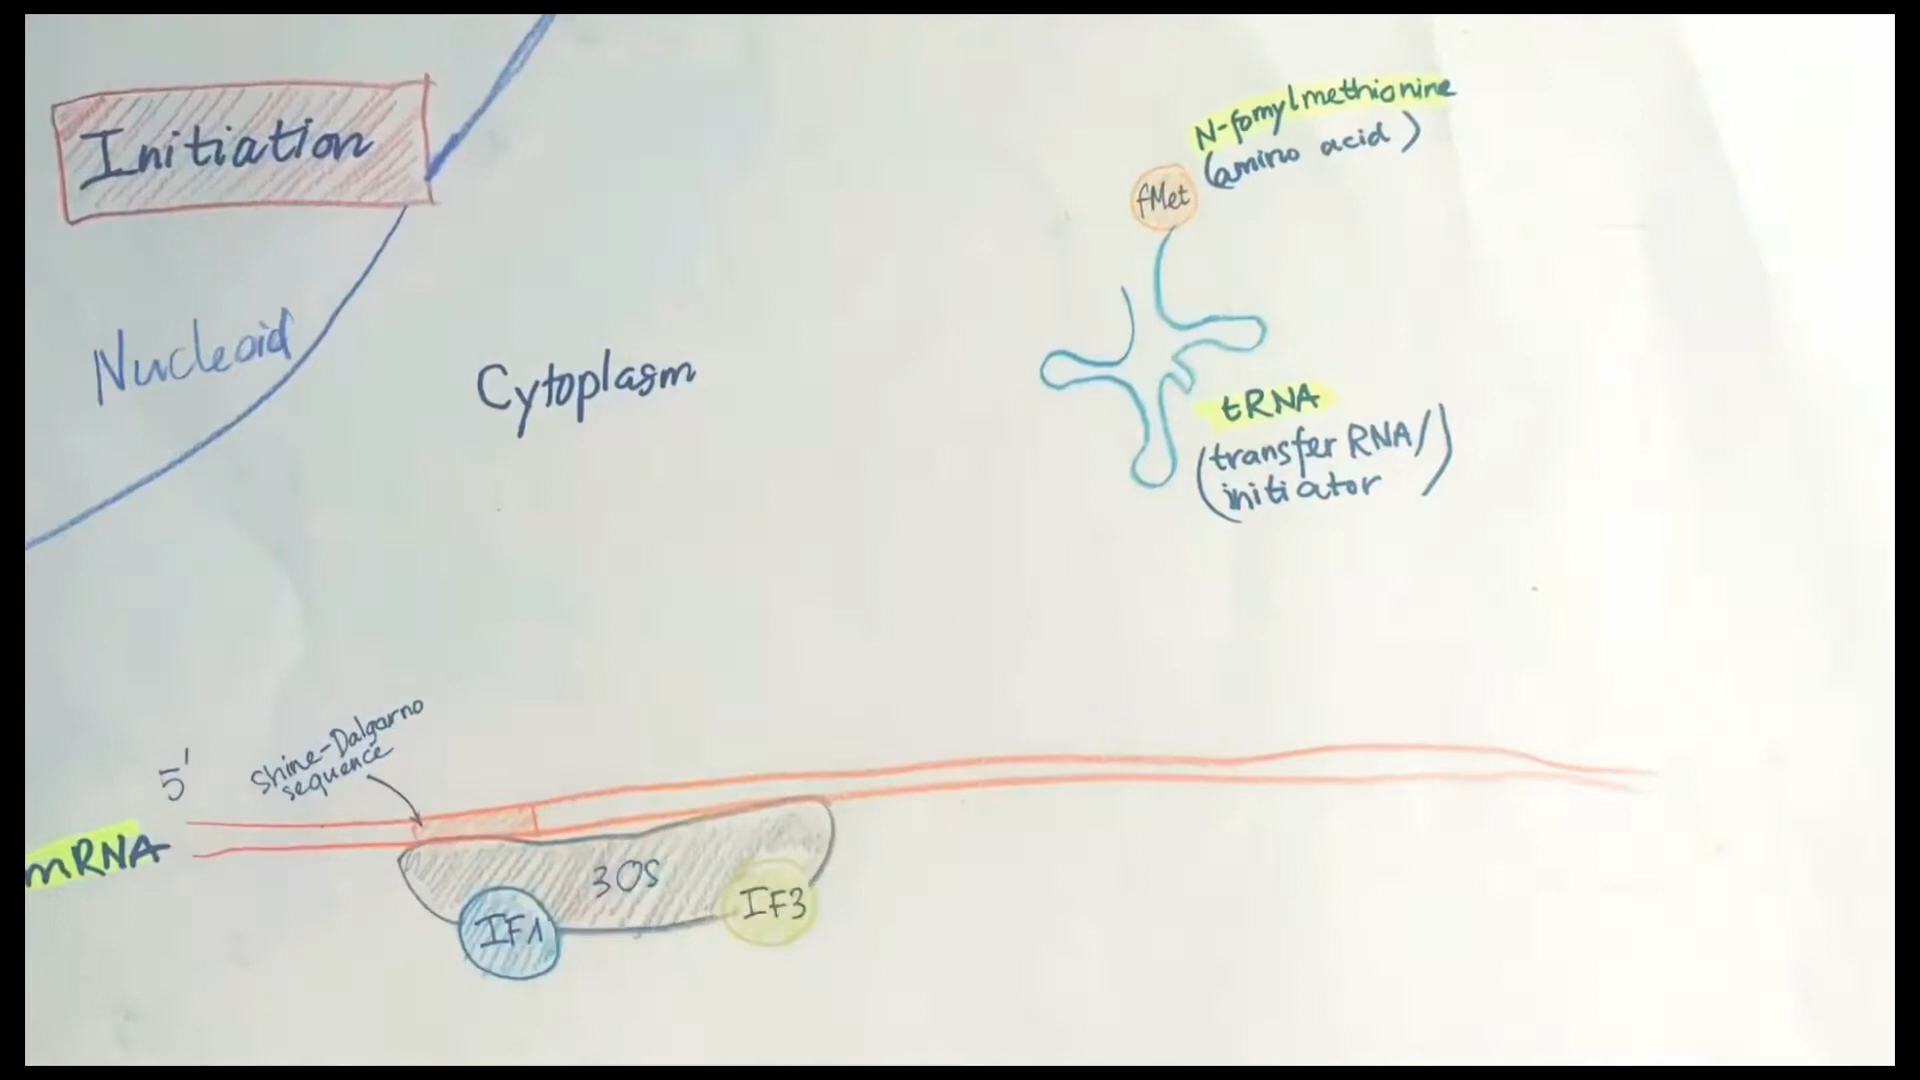 Initiation
N-fomylmethionine
(amino acid)
fMet
Nucleoid
Cytoplasm
tRNA
(transfer RNA/
initiator)
Shine-Dalgarno
sequence
5'
mRNA
30S
IF1
IF3